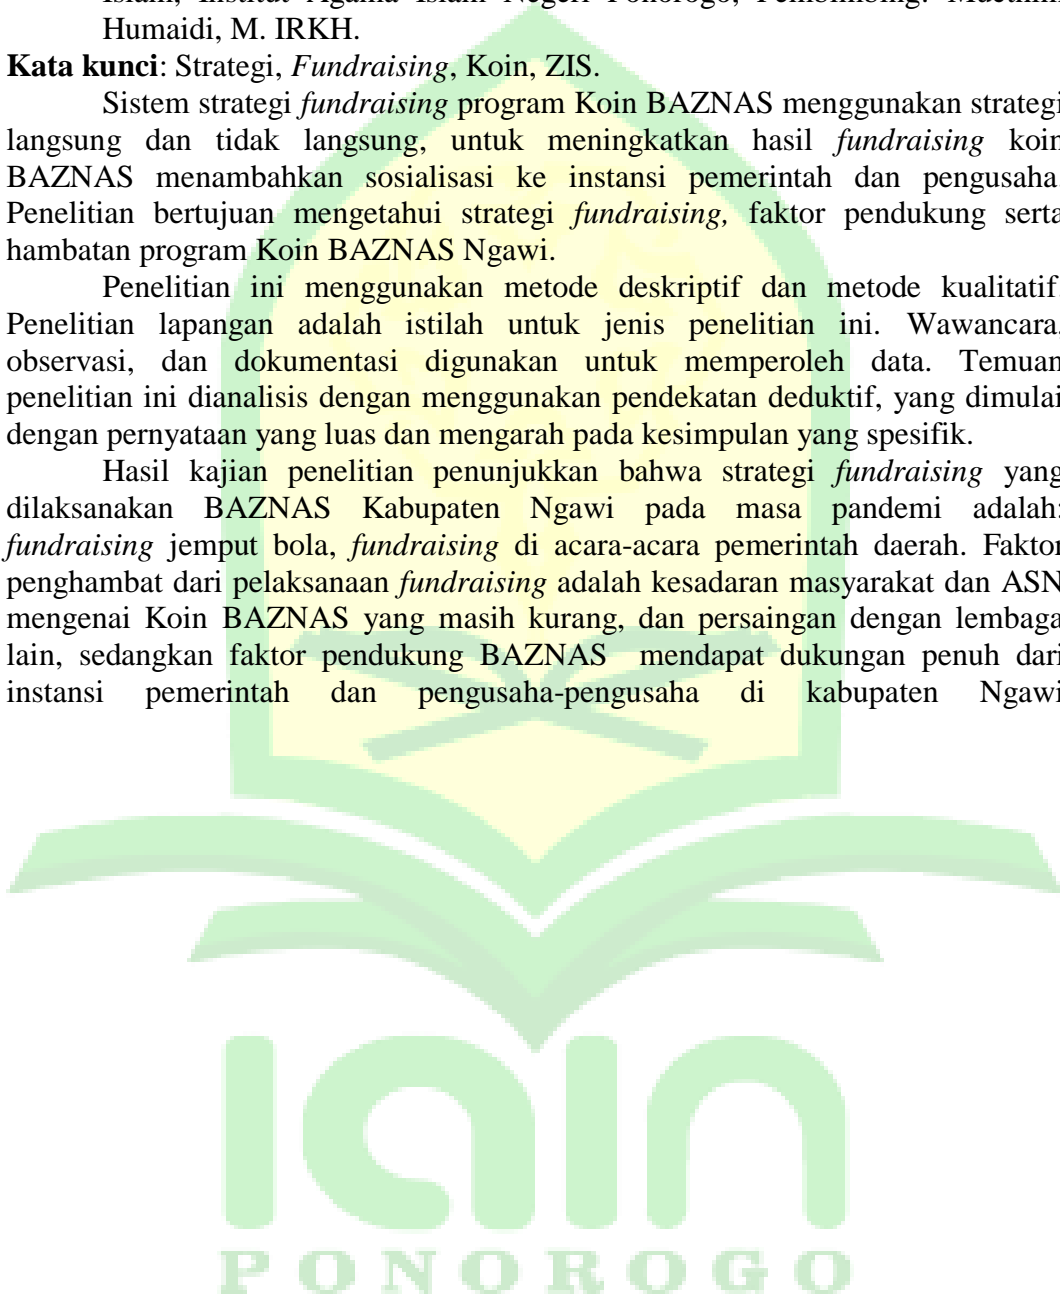 Islam, Institut Agama Islam Negeri Ponorogo, Pembimbing:
Humaidi, M. IRKH.
Kata kunci: Strategi, Fundraising, Koin, ZIS.
Sistem strategi fundraising program Koin BAZNAS menggunakan strategi
langsung dan tidak langsung, untuk meningkatkan hasil fundraising koin
BAZNAS menambahkan sosialisasi ke instansi pemerintah dan pengusaha.
Penelitian bertujuan mengetahui strategi fundraising, faktor pendukung serta
hambatan program Koin BAZNAS Ngawi.
Penelitian ini menggunakan metode deskriptif dan metode kualitatif.
Penelitian lapangan adalah istilah untuk jenis penelitian ini. Wawancara,
observasi, dan dokumentasi digunakan untuk memperoleh data. Temuan
penelitian ini dianalisis dengan menggunakan pendekatan deduktif, yang dimulai
dengan pernyataan yang luas dan mengarah pada kesimpulan yang spesifik.
Hasil kajian penelitian penunjukkan bahwa strategi fundraising yang
dilaksanakan BAZNAS Kabupaten Ngawi pada masa pandemi adalah:
fundraising jemput bola, fundraising di acara-acara pemerintah daerah. Faktor
penghambat dari pelaksanaan fundraising adalah kesadaran masyarakat dan ASN
mengenai Koin BAZNAS yang masih kurang, dan persaingan dengan lembaga
lain, sedangkan faktor pendukung BAZNAS mendapat dukungan penuh dari
instansi pemerintah dan pengusaha-pengusaha di kabupaten Ngawi
iain
PONOROGO